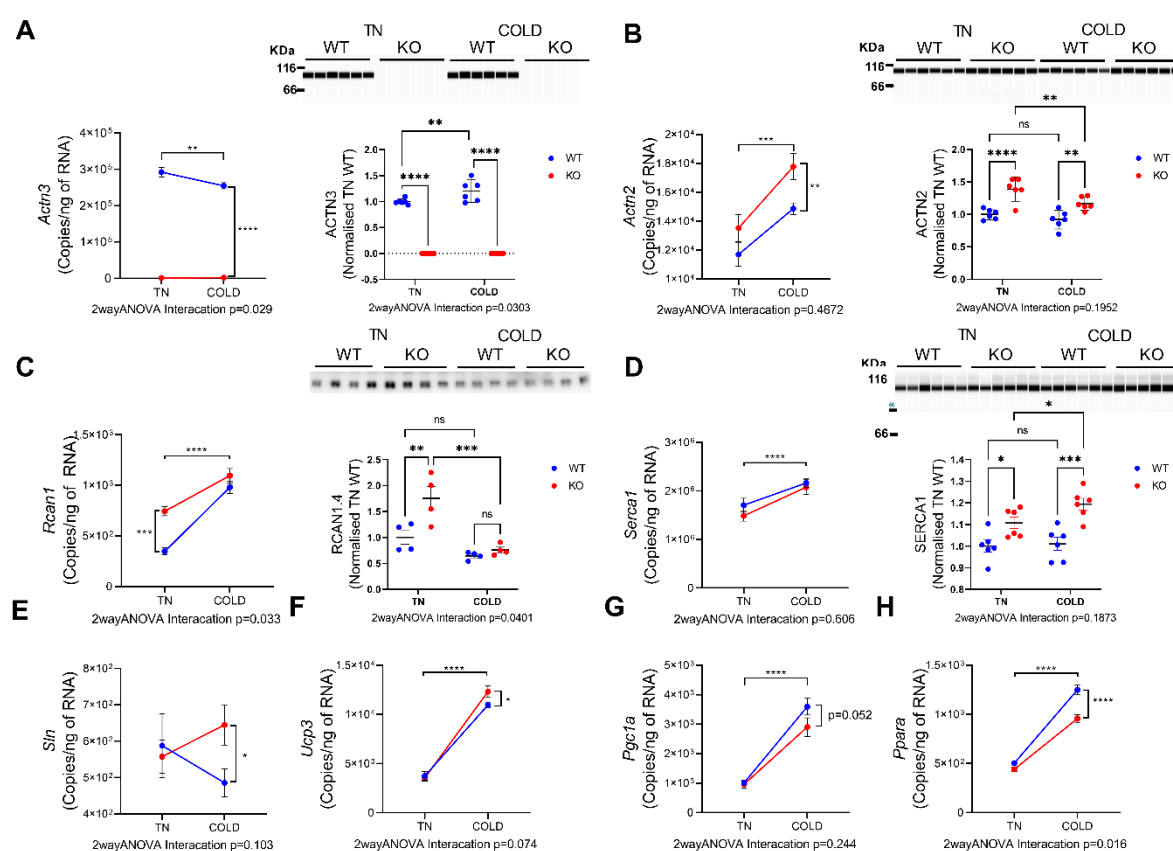 A
TN COLD
KDa WT KO WT KO
116
66
Actn3
(Copies/ng of RNA)
4×10⁵
3×10⁵
2×10⁵
1×10⁵
0
**
****
TN COLD
2wayANOVA Interacation p=0.029
ACTN3
(Normalised TN WT)
2.0
1.5
1.0
0.5
0.0
-0.5
**
**** ****
WT
KO
TN COLD
2wayANOVA Interacation p=0.0303
B
TN COLD
KDa WT KO WT KO
116
66
Actn2
(Copies/ng of RNA)
2×10⁴
1.8×10⁴
1.6×10⁴
1.4×10⁴
1.2×10⁴
1×10⁴
***
**
TN COLD
2wayANOVA Interacation p=0.4672
ACTN2
(Normalised TN WT)
2.0
1.5
1.0
0.5
0.0
**
ns
**** **
WT
KO
TN COLD
2wayANOVA Interacation p=0.1952
C
TN COLD
WT KO WT KO
Rcan1
(Copies/ng of RNA)
1.5×10³
1×10³
5×10²
0
****
***
TN COLD
2wayANOVA Interacation p=0.033
RCAN1.4
(Normalised TN WT)
2.5
2.0
1.5
1.0
0.5
0.0
ns
** ***
ns
WT
KO
TN COLD
2wayANOVA Interacation p=0.0401
D
TN COLD
KDa WT KO WT KO
116
66
Serca1
(Copies/ng of RNA)
3×10⁶
2×10⁶
1×10⁶
0
****
TN COLD
2wayANOVA Interacation p=0.606
SERCA1
(Normalised TN WT)
1.4
1.3
1.2
1.1
1.0
0.9
0.8
*
ns
* ***
WT
KO
TN COLD
2wayANOVA Interacation p=0.1873
E
Sln
(Copies/ng of RNA)
8×10²
7×10²
6×10²
5×10²
4×10²
*
TN COLD
2wayANOVA Interacation p=0.103
F
Ucp3
(Copies/ng of RNA)
1.5×10⁴
1×10⁴
5×10³
0
****
*
TN COLD
2wayANOVA Interacation p=0.074
G
Pgc1a
(Copies/ng of RNA)
5×10³
4×10³
3×10³
2×10³
1×10³
0
****
p=0.052
TN COLD
2wayANOVA Interacation p=0.244
H
Ppara
(Copies/ng of RNA)
1.5×10³
1×10³
5×10²
0
****
****
TN COLD
2wayANOVA Interacation p=0.016